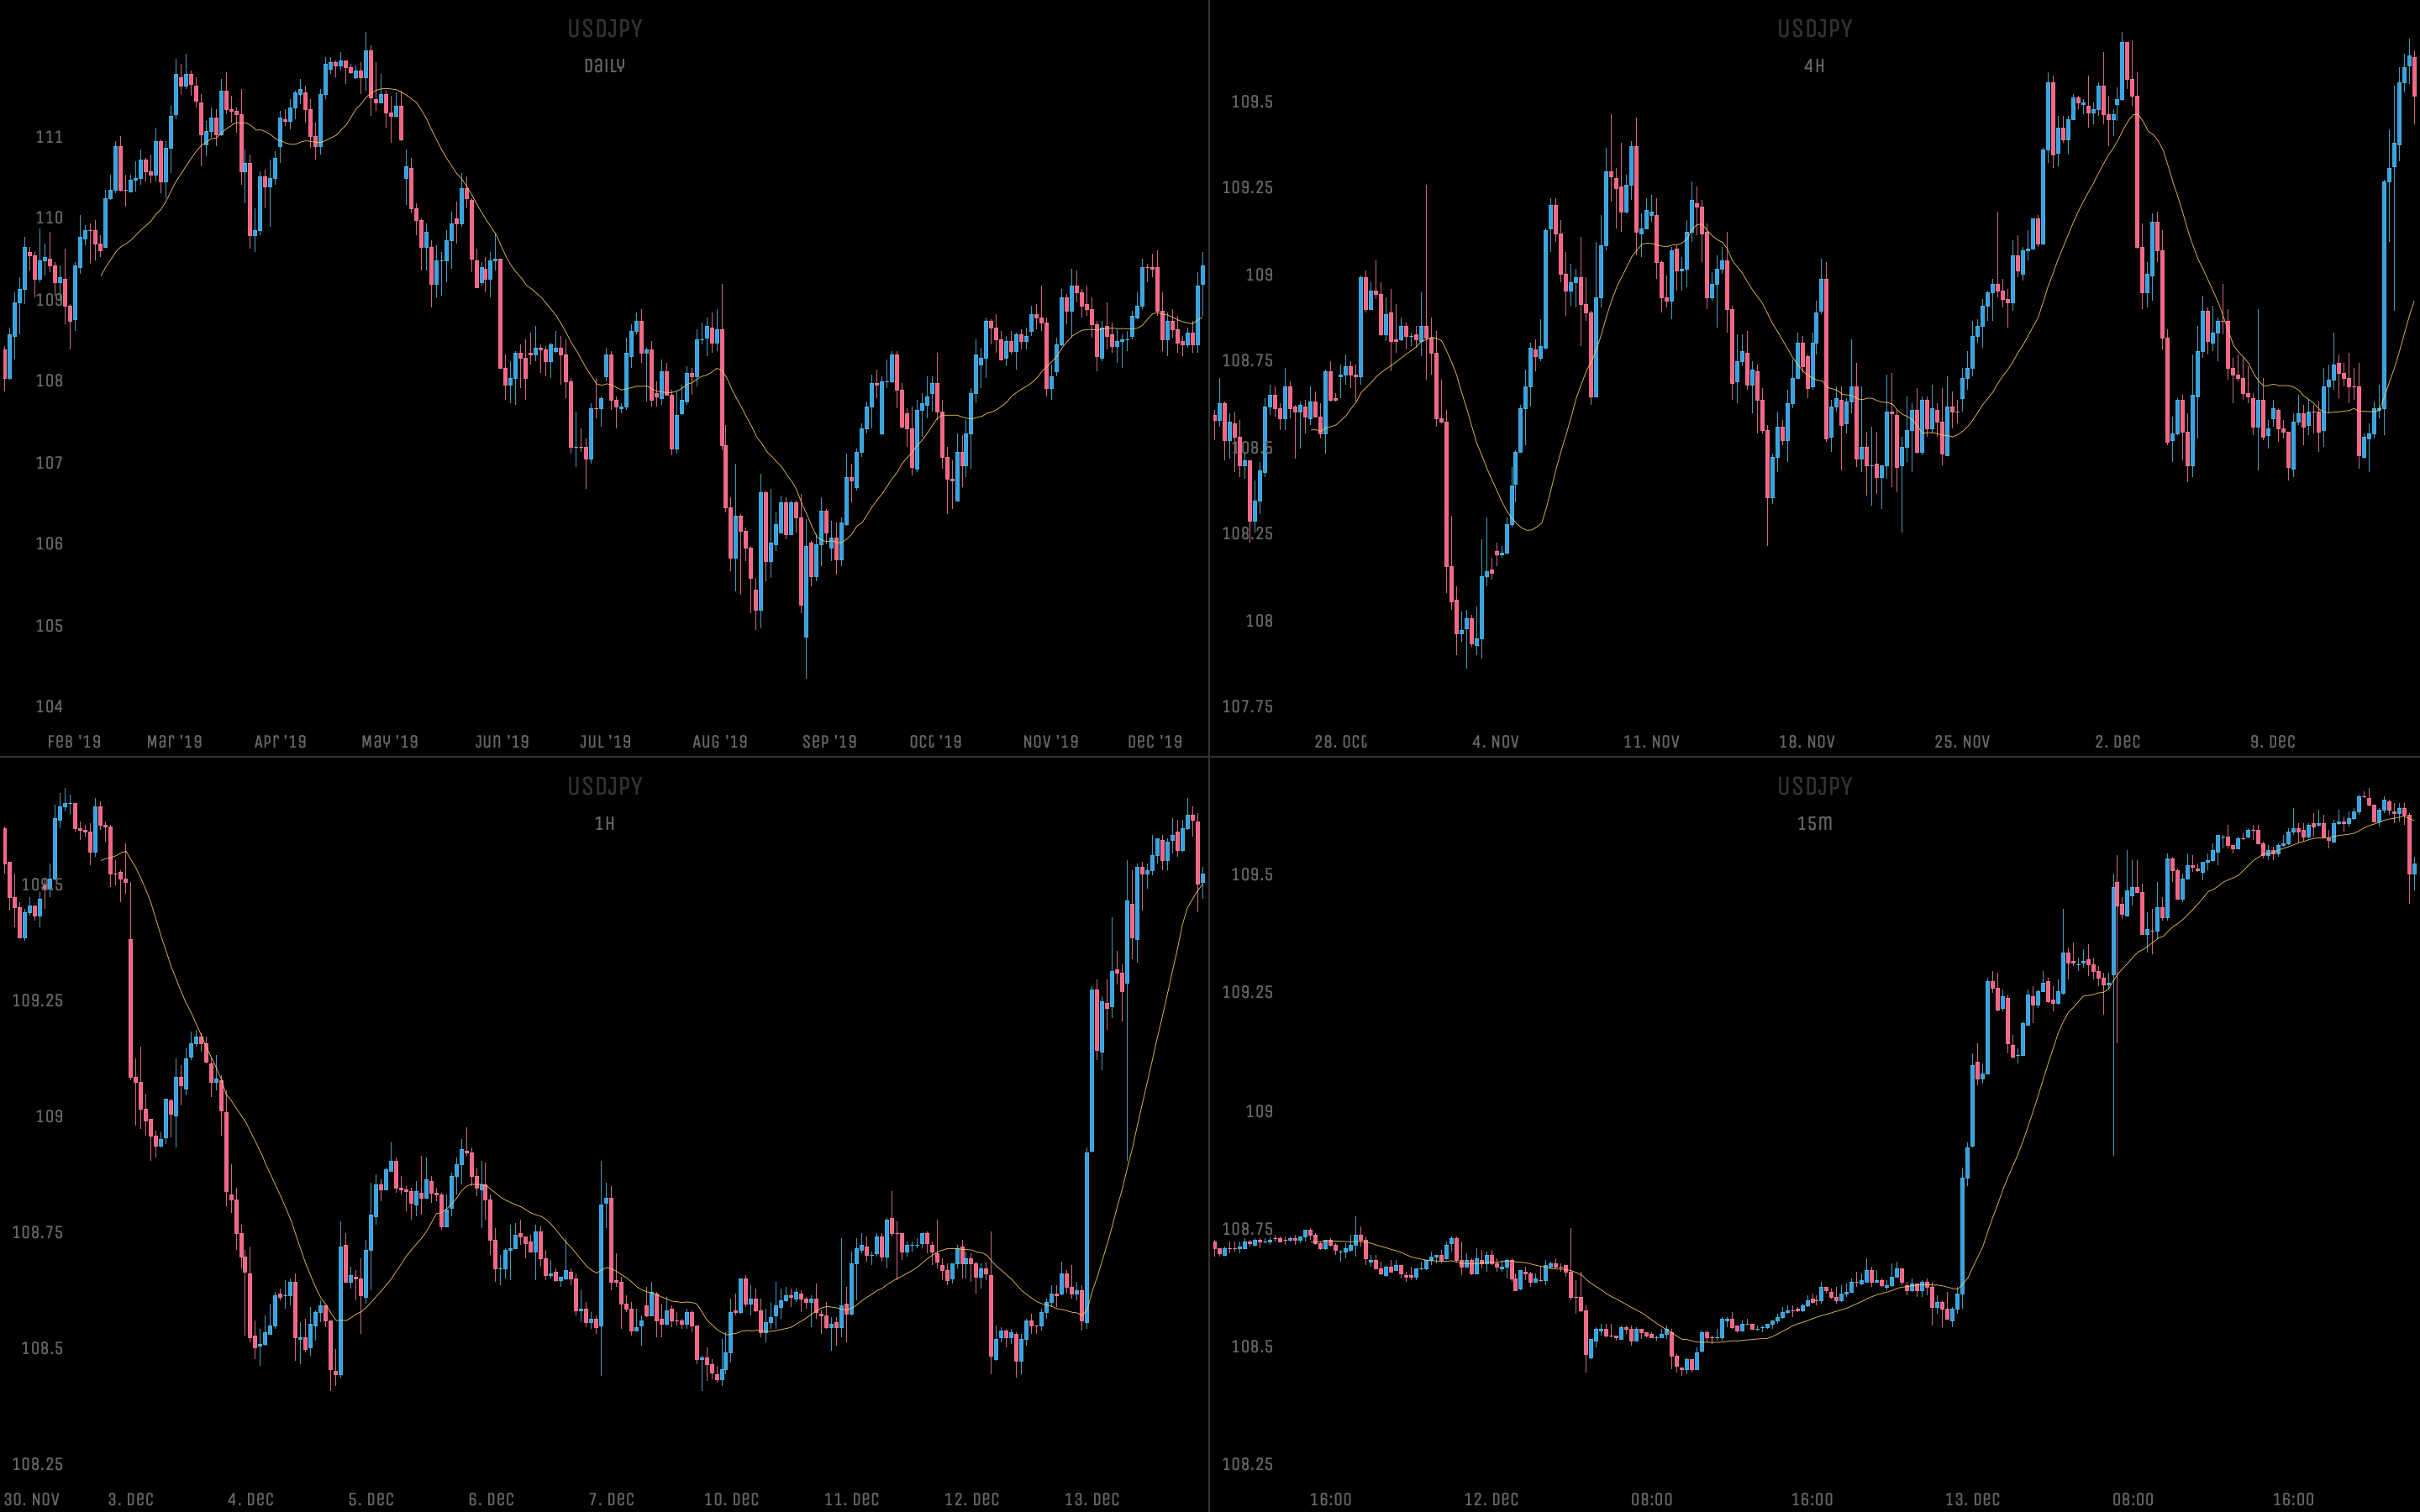 USDJPY
Daily
111
110
109
108
107
106
105
104
Feb '19 Mar '19 Apr '19 May '19 Jun '19 Jul '19 Aug '19 Sep '19 Oct '19 Nov '19 Dec '19
USDJPY
4H
109.5
109.25
109
108.75
108.5
108.25
108
107.75
28. Oct 4. Nov 11. Nov 18. Nov 25. Nov 2. Dec 9. Dec
USDJPY
1H
109.5
109.25
109
108.75
108.5
108.25
30. Nov 3. Dec 4. Dec 5. Dec 6. Dec 7. Dec 10. Dec 11. Dec 12. Dec 13. Dec
USDJPY
15M
109.5
109.25
109
108.75
108.5
108.25
16:00 12. Dec 08:00 16:00 13. Dec 08:00 16:00